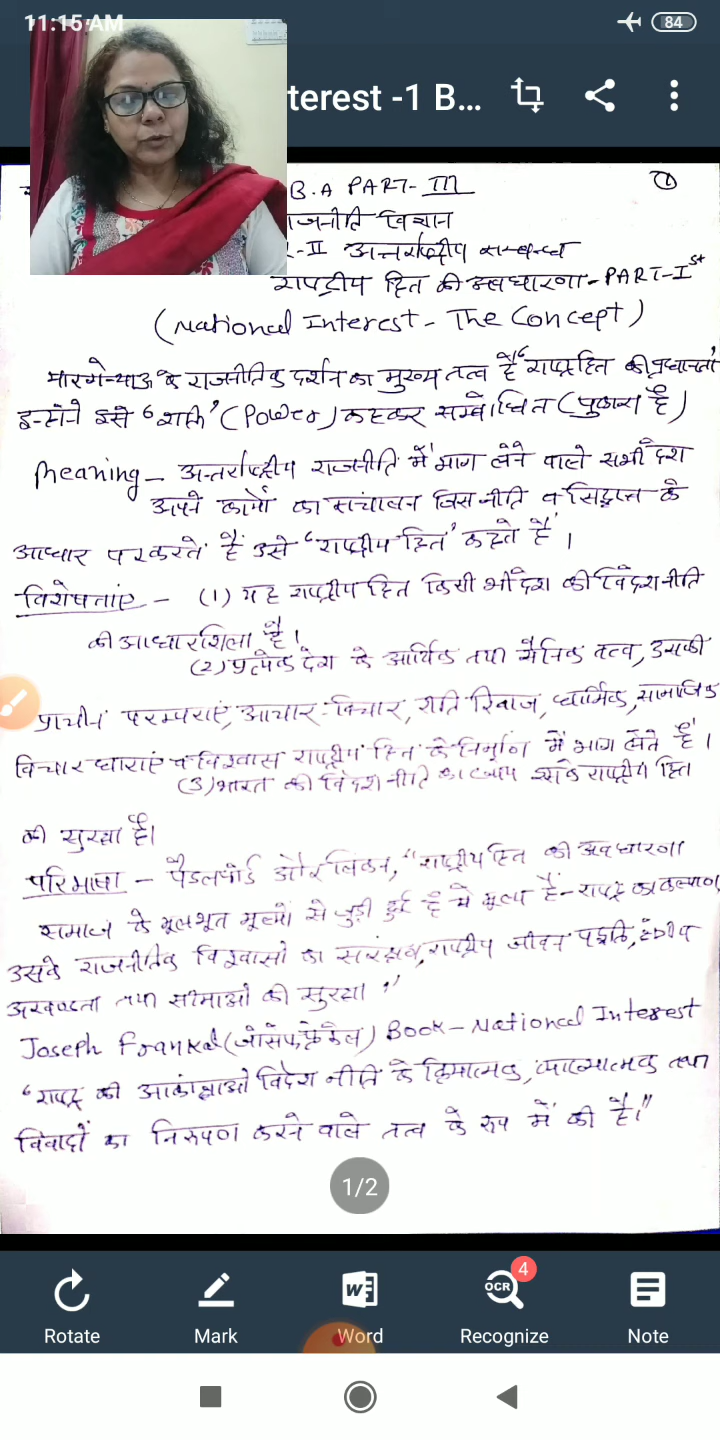 11:15 AM
84
terest -1 B...
B.A PART- III
1
राजनीति विज्ञान
-II अन्तर्राष्ट्रीय सम्बन्ध
राष्ट्रीय हित की अवधारणा - PART-Ist
(National Interest - The Concept)
मारगेन्थाऊ के राजनीतिक दर्शन का मुख्य तत्व है "राष्ट्रहित की प्रधानता"
इन्होंने इसे 'शक्ति' (Power) कहकर सम्बोधित (पुकारा है)
Meaning - अन्तर्राष्ट्रीय राजनीति में भाग लेने वाले सभी देश
अपने कार्यो का संचालन जिस नीति व सिद्धान्त के
आधार पर करते हैं उसे "राष्ट्रीय हित" कहते हैं।
विशेषताएं - (1) यह राष्ट्रीय हित किसी भी देश की विदेश नीति
की आधारशिला है।
(2) प्रत्येक देश के आर्थिक तथा सैनिक तत्व, उसकी
प्राचीन परम्पराएं, आचार-विचार, रीति रिवाज, धार्मिक, सामाजिक
विचार धाराएं व विश्वास राष्ट्रीय हित के निर्माण में भाग लेते हैं।
(3) भारत की विदेश नीति का राष्ट्रीय हित
की सुरक्षा है।
परिभाषा - पैडलफोर्ड और लिंकन, "राष्ट्रीय हित की अवधारणा
समाज के मूलभूत मूल्यों से जुड़ी हुई है ये मूल्य हैं - राष्ट्र का कल्याण,
उसके राजनीतिक विश्वासों का संरक्षण, राष्ट्रीय जीवन पद्धति, क्षेत्रीय
अखण्डता तथा सीमाओं की सुरक्षा।"
Joseph Frankel (जोसेफ फ्रेंकेल) Book - National Interest
"राष्ट्र की आकांक्षाओं विदेश नीति के क्रियात्मक, तथा
विवादों का निरुपण करने वाले तत्व के रुप में की है।"
1/2
W
OCR
4
Rotate
Mark
Word
Recognize
Note